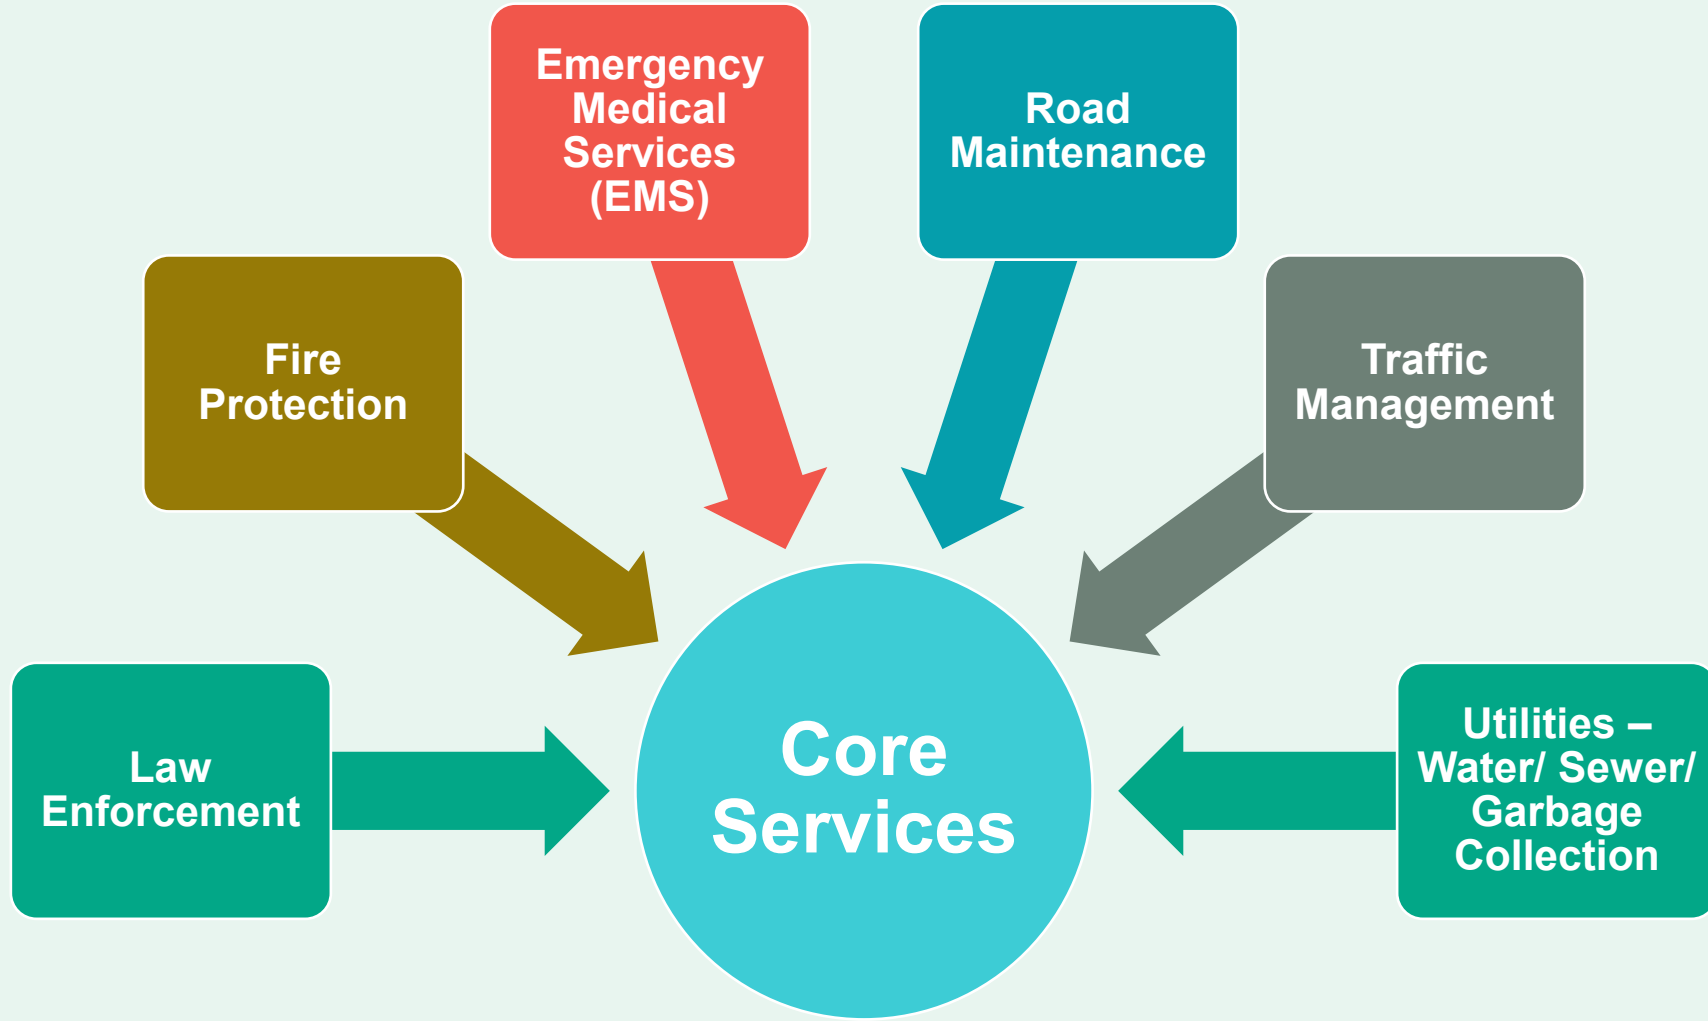 Emergency
Medical
Services
(EMS)
Road
Maintenance
Fire
Protection
Traffic
Management
Law
Enforcement
Core
Services
Utilities –
Water/ Sewer/
Garbage
Collection